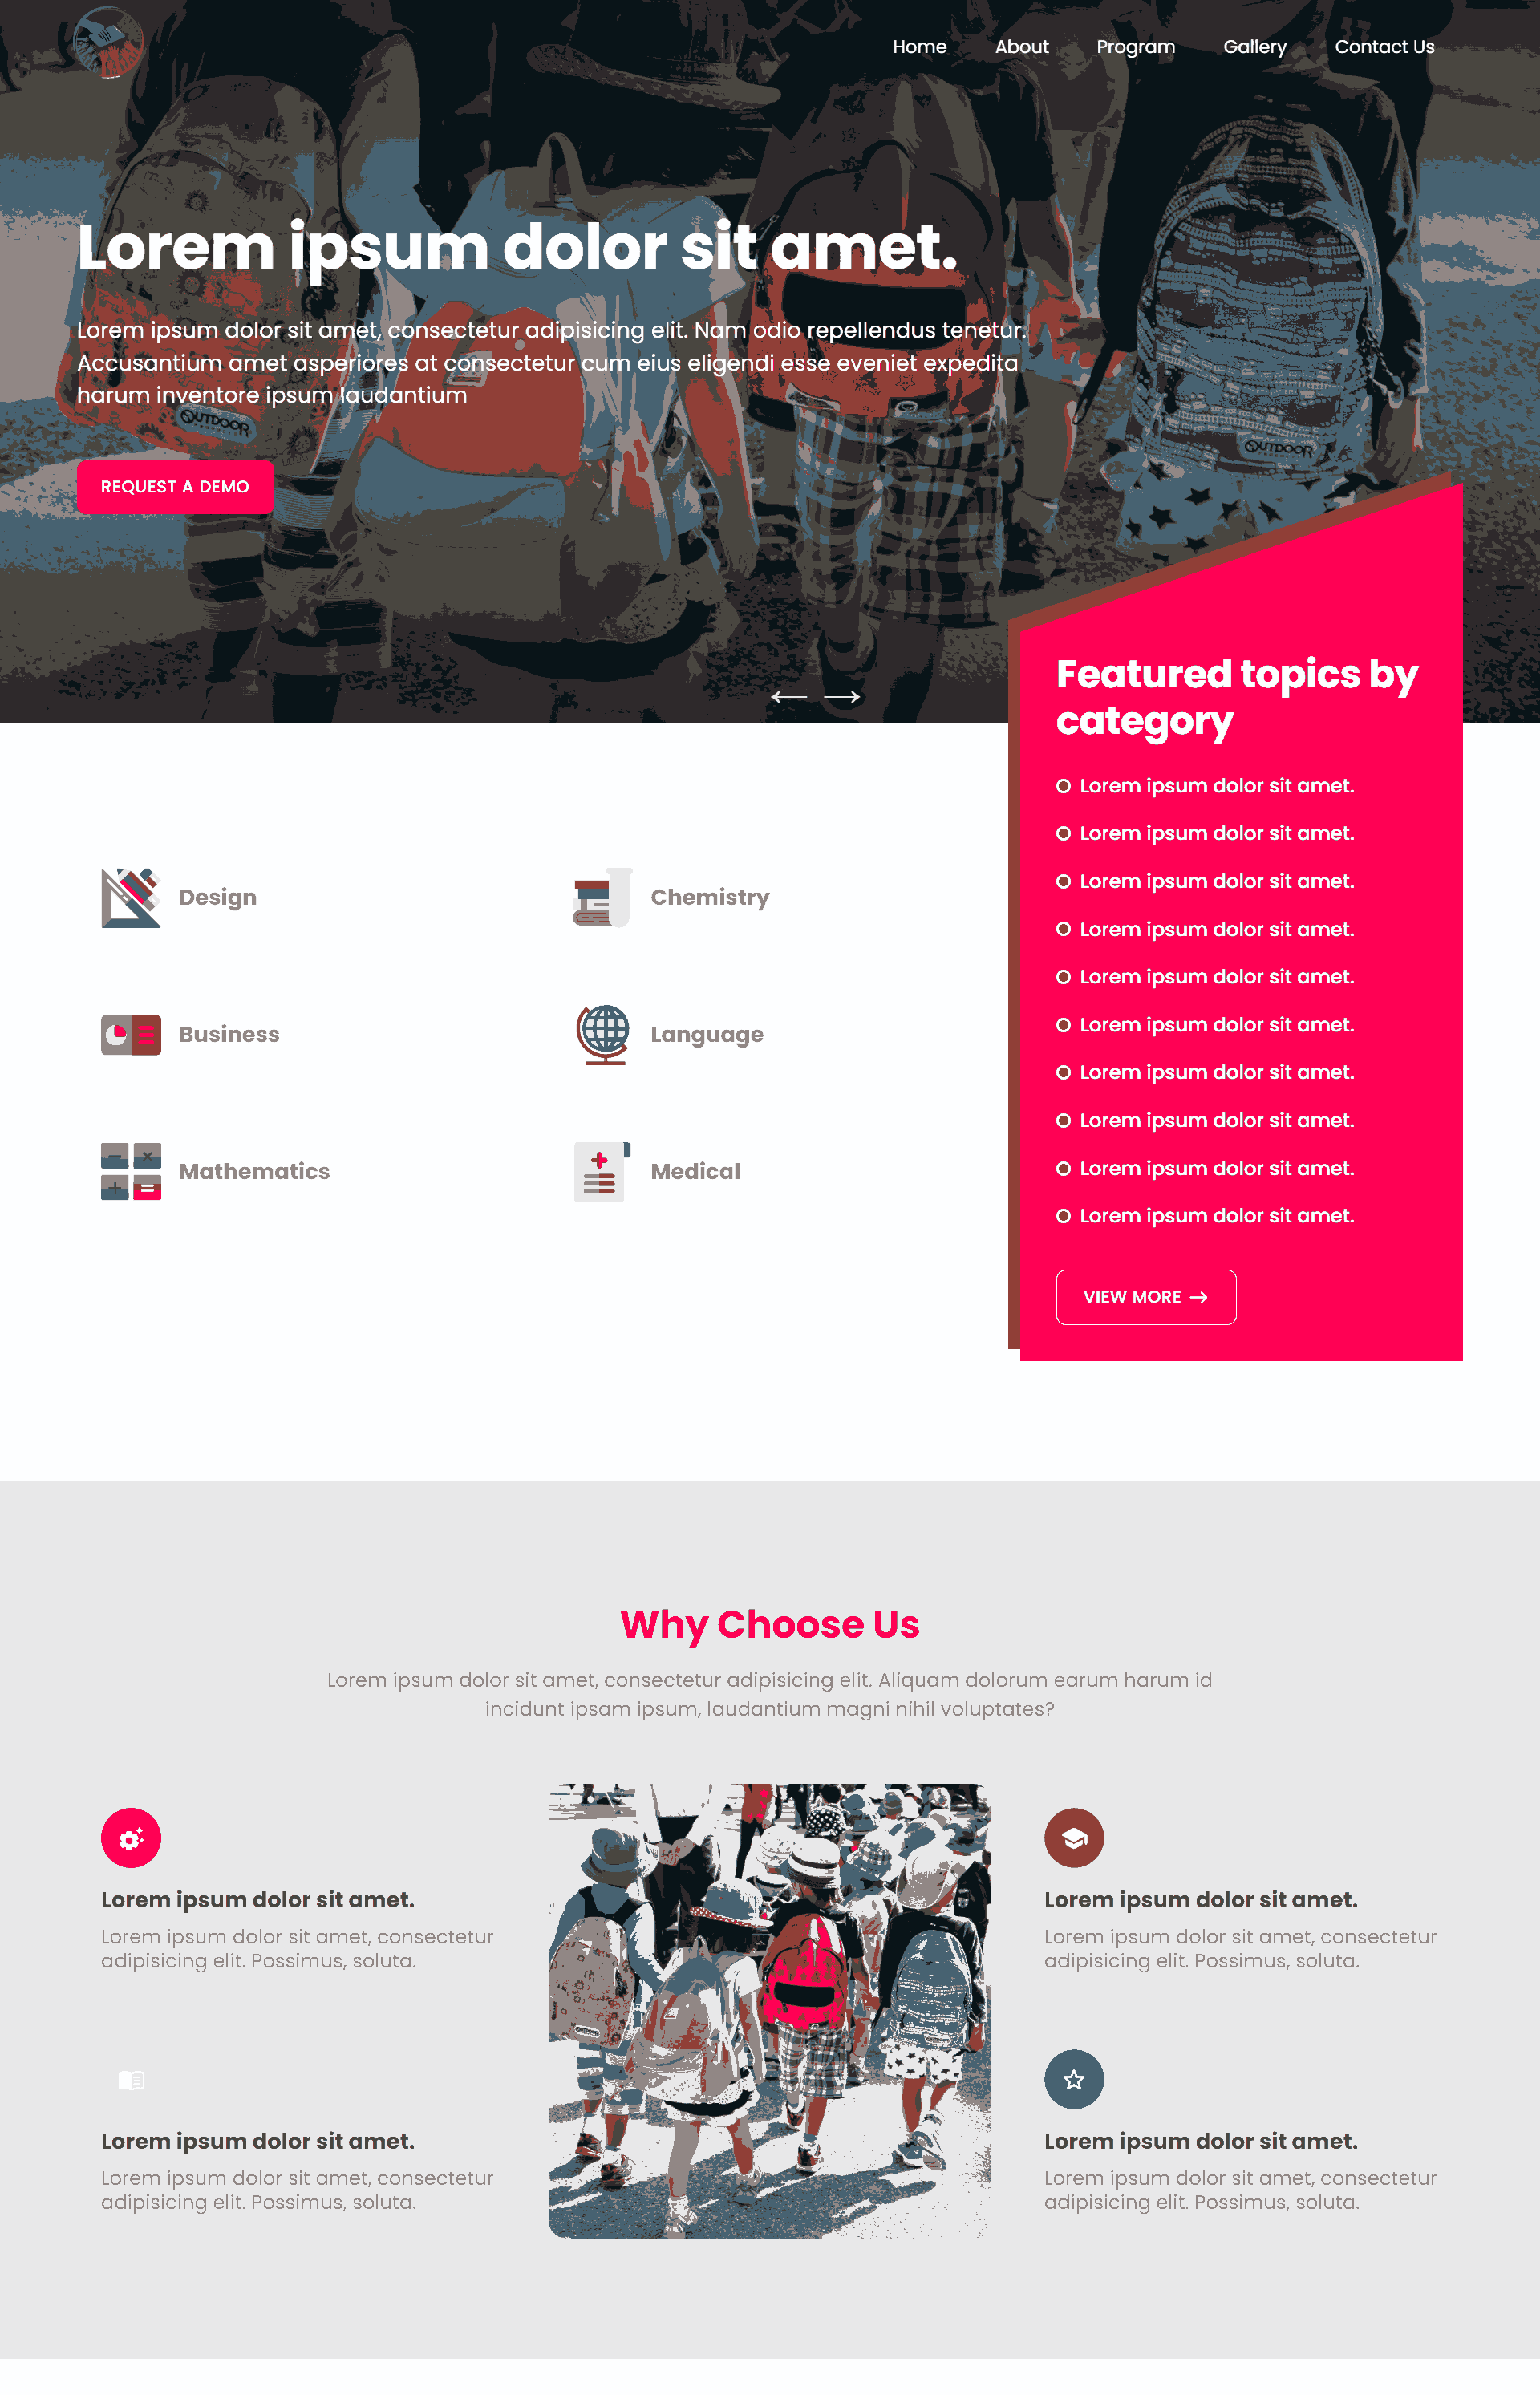 Home About Program Gallery Contact Us
Lorem ipsum dolor sit amet.
Lorem ipsum dolor sit amet, consectetur adipisicing elit. Nam odio repellendus tenetur.
Accusantium amet asperiores at consectetur cum eius eligendi esse eveniet expedita
harum inventore ipsum laudantium
OUTDOOR
OUTDOOR
REQUEST A DEMO
Featured topics by
category
Lorem ipsum dolor sit amet.
Lorem ipsum dolor sit amet.
Lorem ipsum dolor sit amet.
Lorem ipsum dolor sit amet.
Lorem ipsum dolor sit amet.
Lorem ipsum dolor sit amet.
Lorem ipsum dolor sit amet.
Lorem ipsum dolor sit amet.
Lorem ipsum dolor sit amet.
Lorem ipsum dolor sit amet.
VIEW MORE
Design
Chemistry
Business
Language
Mathematics
Medical
Why Choose Us
Lorem ipsum dolor sit amet, consectetur adipisicing elit. Aliquam dolorum earum harum id
incidunt ipsam ipsum, laudantium magni nihil voluptates?
Lorem ipsum dolor sit amet.
Lorem ipsum dolor sit amet, consectetur
adipisicing elit. Possimus, soluta.
Lorem ipsum dolor sit amet.
Lorem ipsum dolor sit amet, consectetur
adipisicing elit. Possimus, soluta.
OUTDOOR
OUTDOOR
Lorem ipsum dolor sit amet.
Lorem ipsum dolor sit amet, consectetur
adipisicing elit. Possimus, soluta.
Lorem ipsum dolor sit amet.
Lorem ipsum dolor sit amet, consectetur
adipisicing elit. Possimus, soluta.